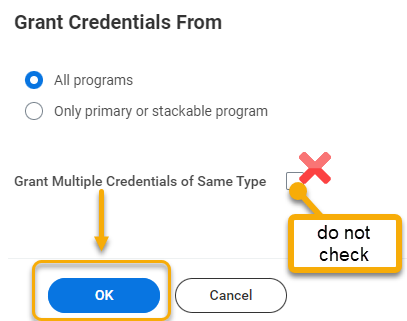 Grant Credentials From
All programs
Only primary or stackable program
Grant Multiple Credentials of Same Type
do not
check
OK
Cancel